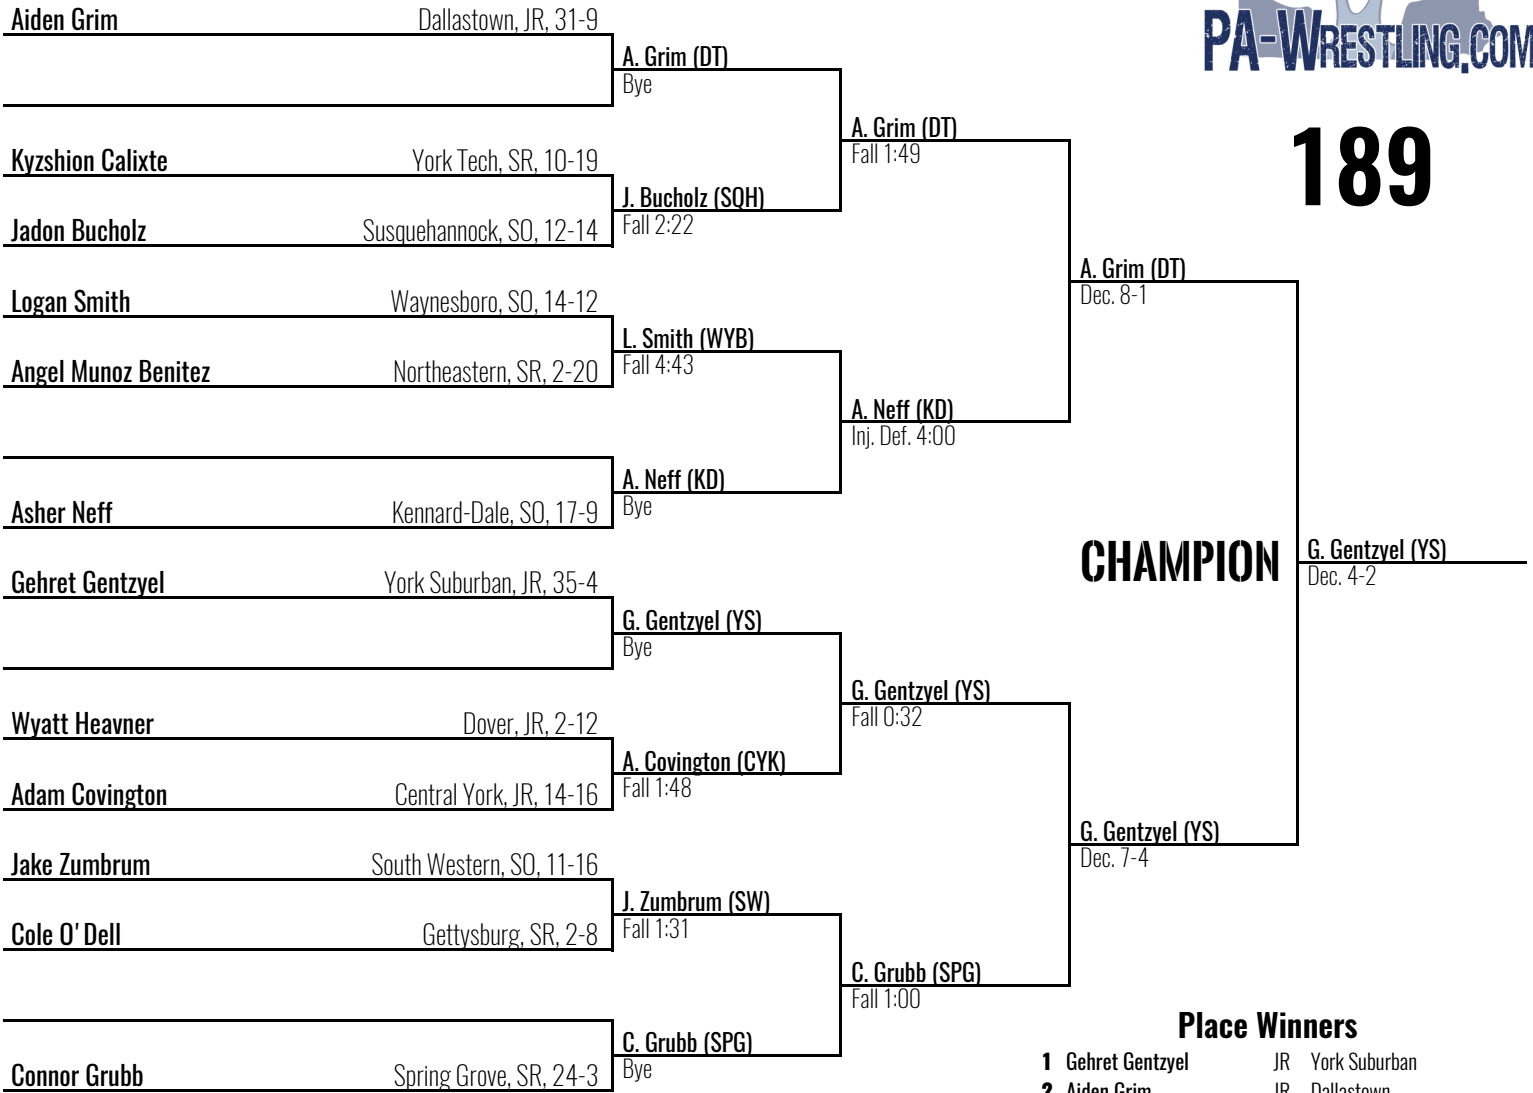 PA-WRESTLING.COM
189
Aiden Grim Dallastown, JR, 31-9
A. Grim (DT)
Bye
Kyzshion Calixte York Tech, SR, 10-19
Jadon Bucholz Susquehannock, SO, 12-14
J. Bucholz (SQH)
Fall 2:22
A. Grim (DT)
Fall 1:49
Logan Smith Waynesboro, SO, 14-12
Angel Munoz Benitez Northeastern, SR, 2-20
L. Smith (WYB)
Fall 4:43
Asher Neff Kennard-Dale, SO, 17-9
A. Neff (KD)
Bye
A. Neff (KD)
Inj. Def. 4:00
A. Grim (DT)
Dec. 8-1
Gehret Gentzyel York Suburban, JR, 35-4
G. Gentzyel (YS)
Bye
Wyatt Heavner Dover, JR, 2-12
Adam Covington Central York, JR, 14-16
A. Covington (CYK)
Fall 1:48
G. Gentzyel (YS)
Fall 0:32
Jake Zumbrum South Western, SO, 11-16
Cole O'Dell Gettysburg, SR, 2-8
J. Zumbrum (SW)
Fall 1:31
Connor Grubb Spring Grove, SR, 24-3
C. Grubb (SPG)
Bye
C. Grubb (SPG)
Fall 1:00
G. Gentzyel (YS)
Dec. 7-4
CHAMPION
G. Gentzyel (YS)
Dec. 4-2
Place Winners
1 Gehret Gentzyel JR York Suburban
2 Aiden Grim JR Dallastown